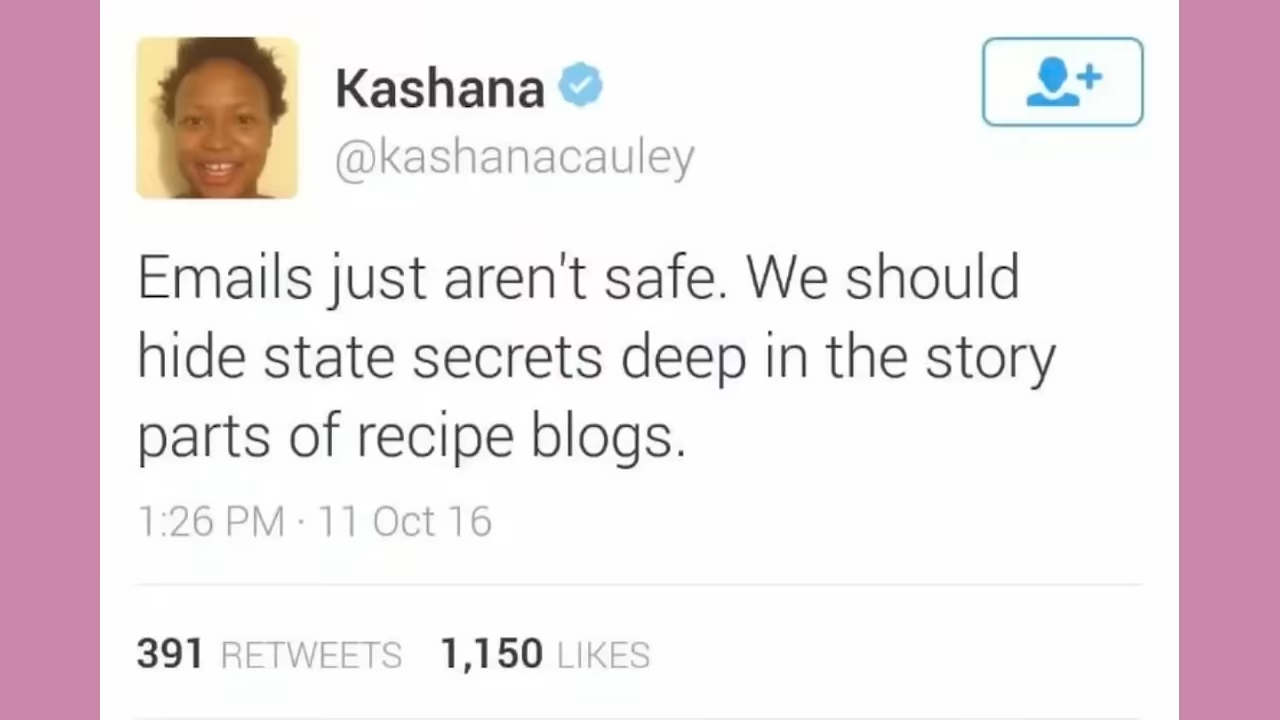 Kashana
@kashanacauley
Emails just aren't safe. We should
hide state secrets deep in the story
parts of recipe blogs.
1:26 PM · 11 Oct 16
391 RETWEETS 1,150 LIKES